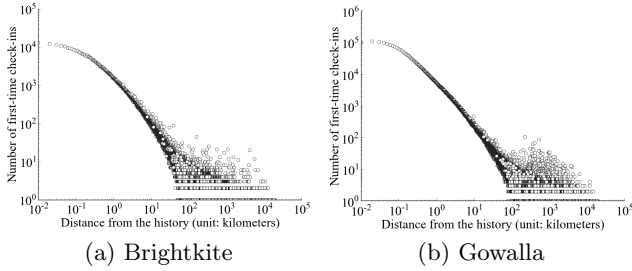 Number of first-time check-ins
10^5
10^4
10^3
10^2
10^1
10^0
10^-2 10^-1 10^0 10^1 10^2 10^3 10^4 10^5
Distance from the history (unit: kilometers)
(a) Brightkite
Number of first-time check-ins
10^6
10^5
10^4
10^3
10^2
10^1
10^0
10^-2 10^-1 10^0 10^1 10^2 10^3 10^4 10^5
Distance from the history (unit: kilometers)
(b) Gowalla